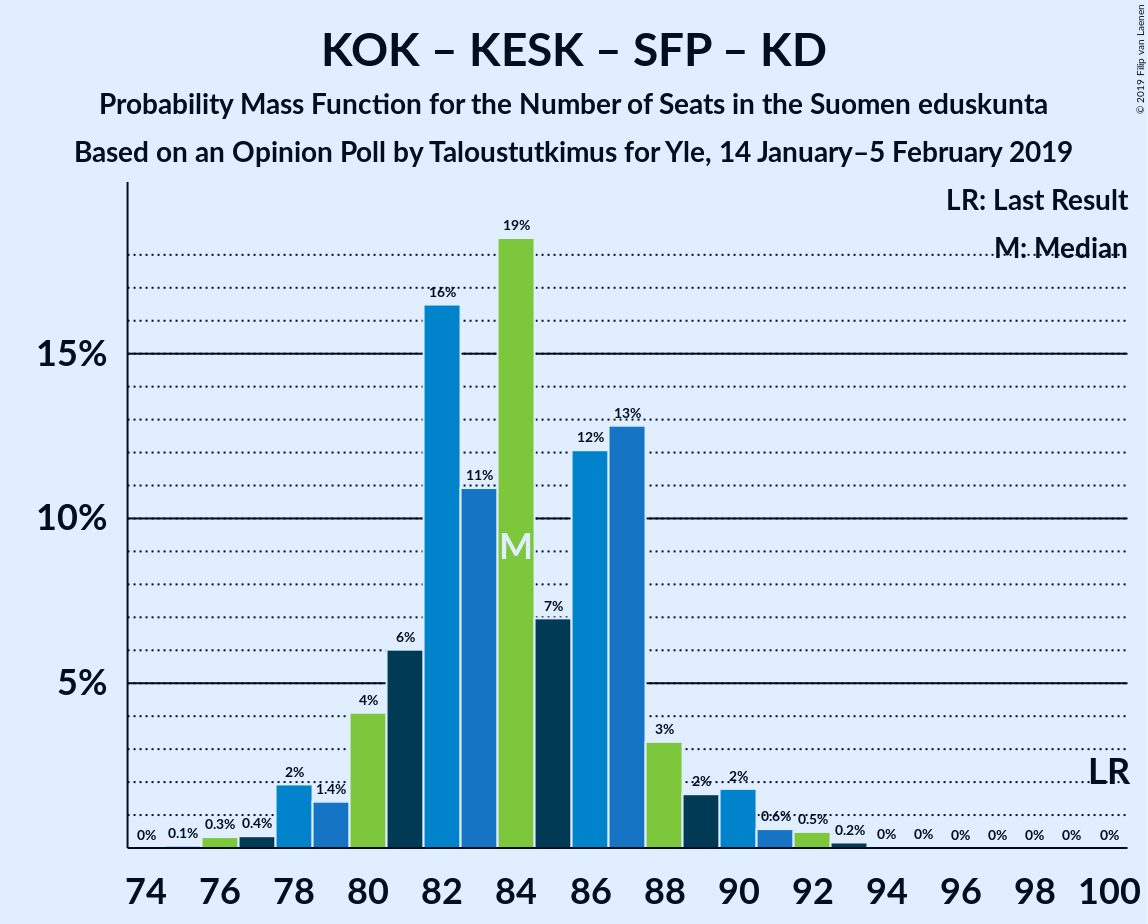 KOK – KESK – SFP – KD
Probability Mass Function for the Number of Seats in the Suomen eduskunta
Based on an Opinion Poll by Taloustutkimus for Yle, 14 January–5 February 2019
© 2019 Filip van Laenen
LR: Last Result
M: Median
19%
16%
15%
13%
12%
11%
10%
M
7%
6%
5%
4%
3%
2%
1.4%
2%
2%
LR
0% 0.1% 0.3% 0.4% 0.6% 0.5% 0.2% 0% 0% 0% 0% 0% 0% 0%
74 76 78 80 82 84 86 88 90 92 94 96 98 100